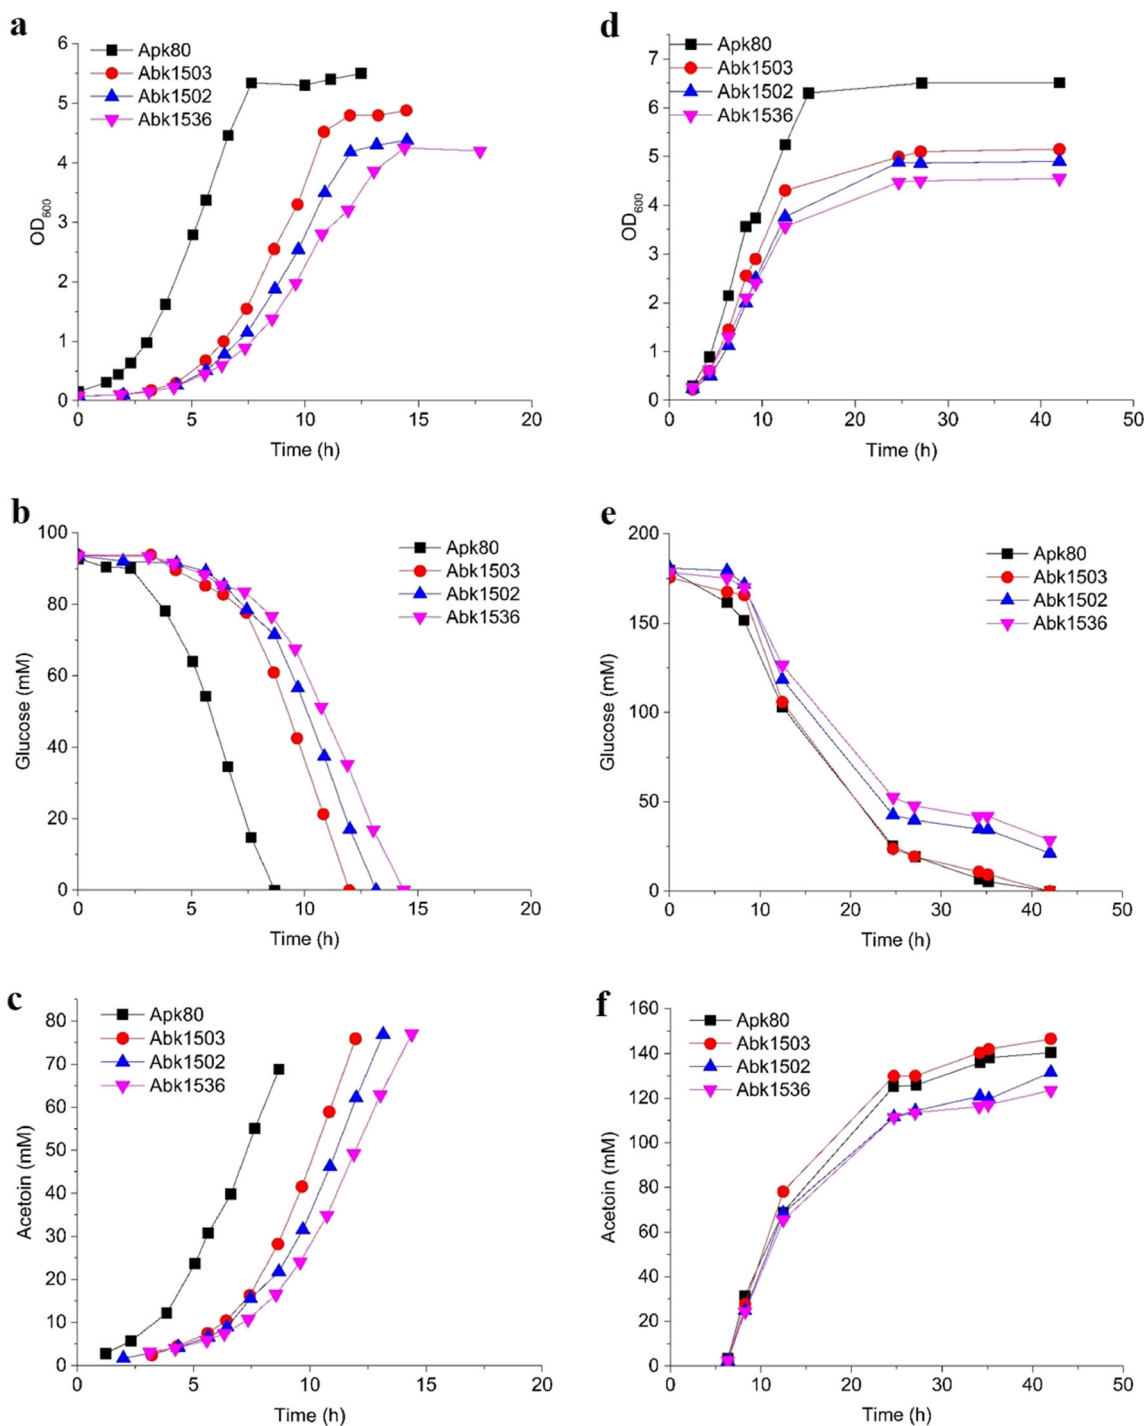 a
Apk80
Abk1503
Abk1502
Abk1536
6
5
4
3
2
1
0
OD600
0 5 10 15 20
Time (h)
d
Apk80
Abk1503
Abk1502
Abk1536
7
6
5
4
3
2
1
0
OD600
0 10 20 30 40 50
Time (h)
b
Apk80
Abk1503
Abk1502
Abk1536
100
80
60
40
20
0
Glucose (mM)
0 5 10 15 20
Time (h)
e
Apk80
Abk1503
Abk1502
Abk1536
200
150
100
50
0
Glucose (mM)
0 10 20 30 40 50
Time (h)
c
Apk80
Abk1503
Abk1502
Abk1536
80
70
60
50
40
30
20
10
0
Acetoin (mM)
0 5 10 15 20
Time (h)
f
Apk80
Abk1503
Abk1502
Abk1536
160
140
120
100
80
60
40
20
0
Acetoin (mM)
0 10 20 30 40 50
Time (h)